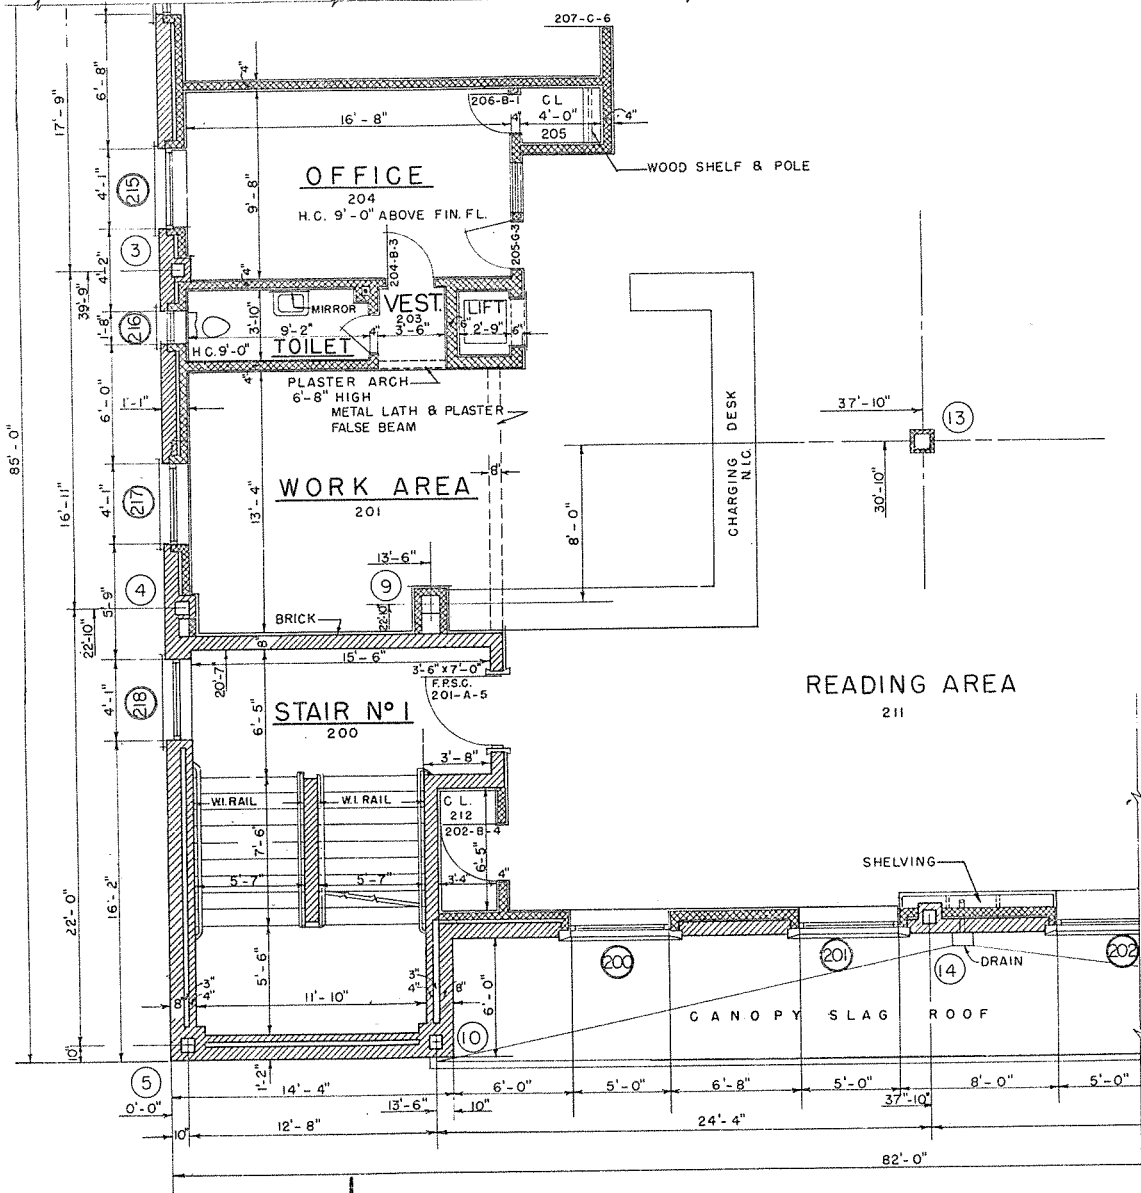 207-C-6
6'-8"
17'-9"
4"
206-B-1
CL
4'-0"
205
4"
4"
16'-8"
WOOD SHELF & POLE
OFFICE
204
H.C. 9'-0" ABOVE FIN. FL.
9'-8"
4'-1"
215
3
4'-2"
39'-9"
204-B-3
205-G-3
4"
MIRROR
VEST.
203
3'-6"
LIFT
2'-9"
6"
6"
216
3'-10"
9'-2"
4"
H.C. 9'-0"
TOILET
1'-8"
PLASTER ARCH
6'-8" HIGH
METAL LATH & PLASTER
FALSE BEAM
4"
1'-1"
6'-0"
85'-0"
16'-11"
CHARGING DESK
N.I.C.
37'-10"
13
30'-10"
8"
WORK AREA
201
13'-4"
4'-1"
217
8'-0"
13'-6"
9
22'-10"
4
5'-9"
22'-10"
BRICK
8"
15'-6"
20'-7"
3'-6" x 7'-0"
F.P.S.C.
201-A-5
4'-1"
218
6'-5"
STAIR Nº 1
200
READING AREA
211
3'-8"
W.I. RAIL
W.I. RAIL
CL.
212
202-B-4
7'-6"
6'-5"
5'-7"
5'-7"
3'-4"
4"
SHELVING
22'-0"
16'-2"
5'-6"
200
201
14
DRAIN
202
3"
4"
8"
11'-10"
3"
4"
8"
6'-0"
CANOPY SLAG ROOF
10
10"
5
1'-2"
14'-4"
6'-0"
5'-0"
6'-8"
5'-0"
8'-0"
5'-0"
0'-0"
13'-6"
10"
37"-10"
10"
12'-8"
24'-4"
82'-0"